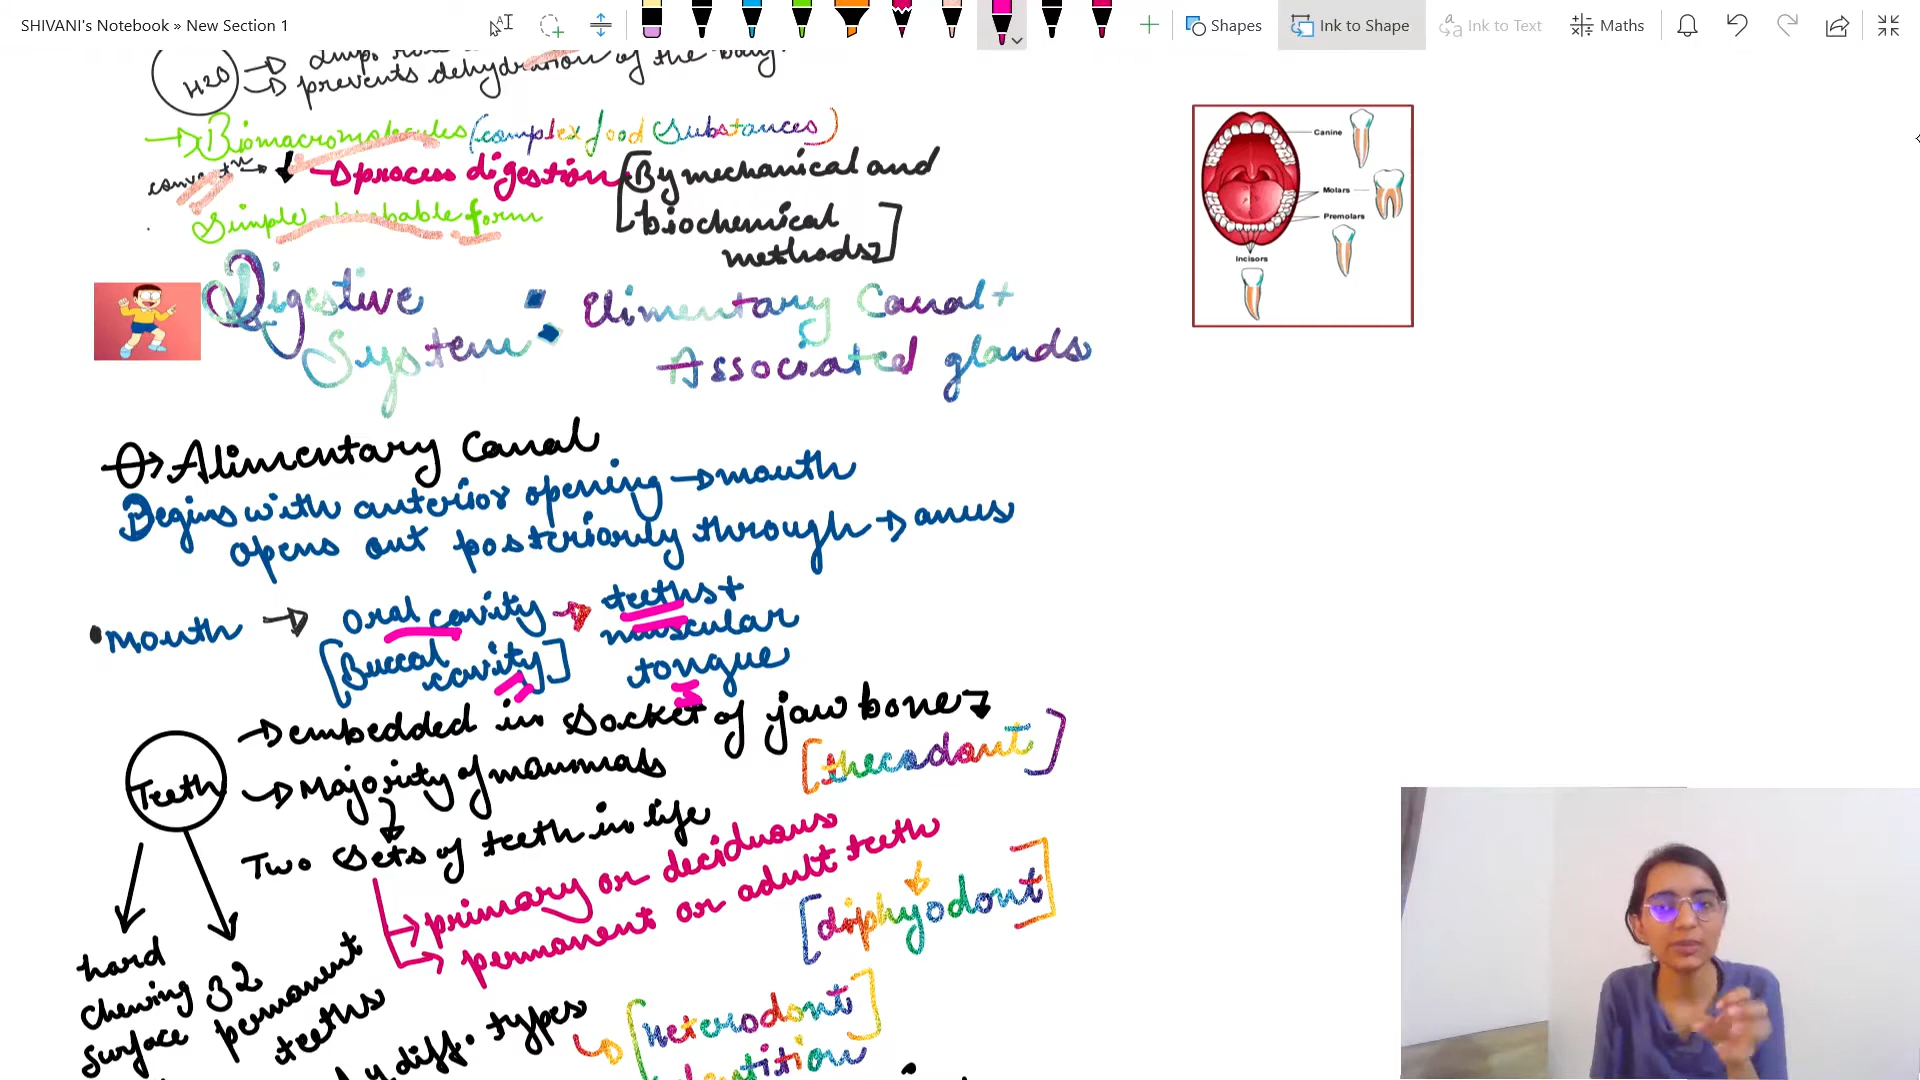 SHIVANI's Notebook » New Section 1
Shapes
Ink to Shape
Ink to Text
Maths
H2O
prevents dehydration of the body.
→ Biomacromolecules (complex food substances)
→ process digestion [By mechanical and
biochemical
methods]
Simple absorbable form
Digestive
System : Elimentary Canal +
Associated glands
Canine
Molars
Premolars
Incisors
→ Alimentary Canal
Begins with anterior opening → mouth
opens out posteriorly through → anus
• mouth → Oral cavity → teeths +
muscular
tongue
[Buccal
cavity]
Teeth
→ embedded in socket of jaw bone
[thecodont]
→ Majority of mammals
Two sets of teeth in life
→ primary or deciduous
→ permanent or adult teeth
[diphyodont]
hard
chewing
surface
32
permanent
teeths
diff. types
[Heterodont
dentition